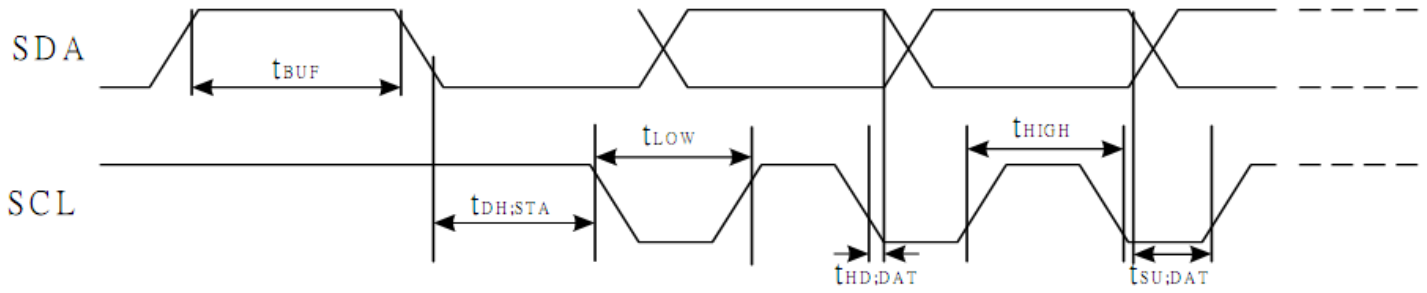 SDA
tBUF
tLOW
tHIGH
SCL
tDH;STA
tHD;DAT
tSU;DAT